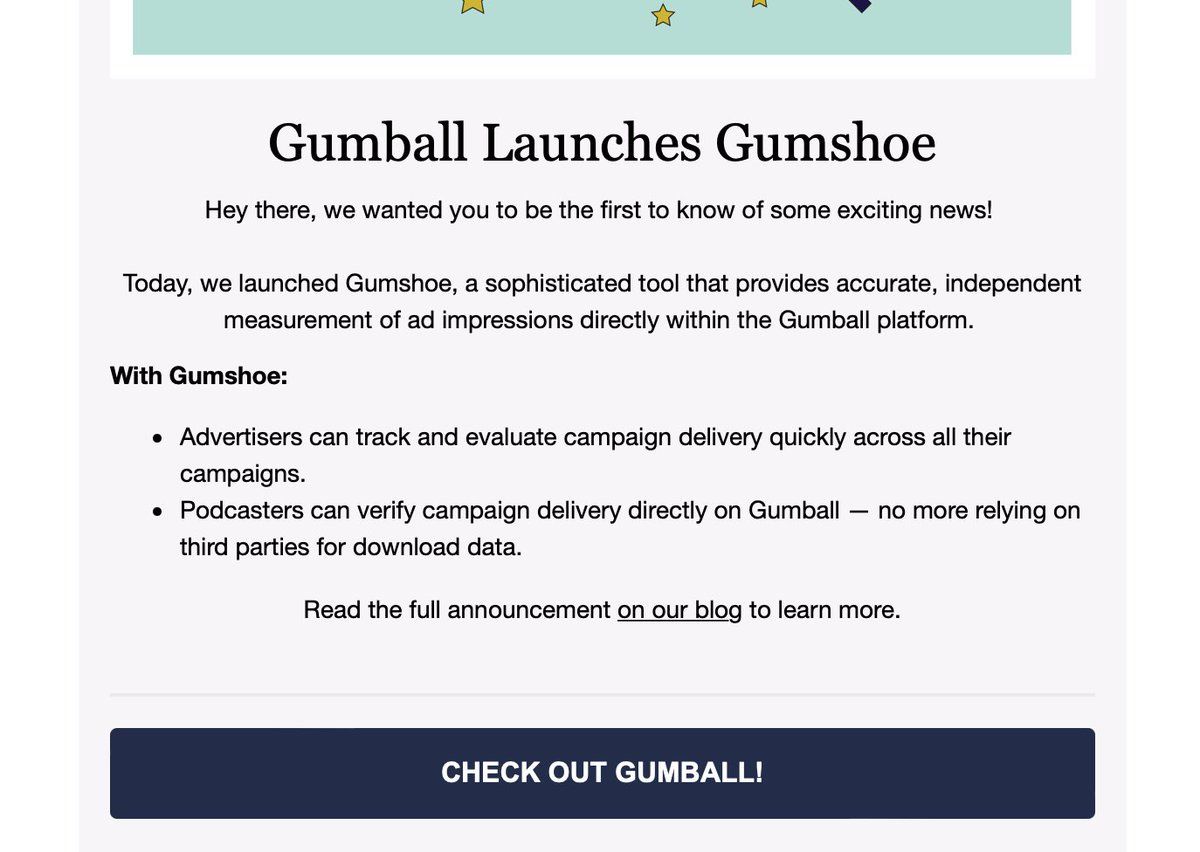 Gumball Launches Gumshoe
Hey there, we wanted you to be the first to know of some exciting news!
Today, we launched Gumshoe, a sophisticated tool that provides accurate, independent
measurement of ad impressions directly within the Gumball platform.
With Gumshoe:
• Advertisers can track and evaluate campaign delivery quickly across all their
campaigns.
• Podcasters can verify campaign delivery directly on Gumball — no more relying on
third parties for download data.
Read the full announcement on our blog to learn more.
CHECK OUT GUMBALL!